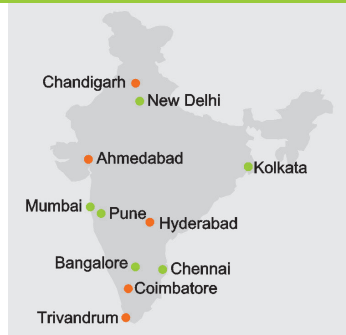 Chandigarh
New Delhi
Ahmedabad
Kolkata
Mumbai
Pune
Hyderabad
Bangalore
Chennai
Coimbatore
Trivandrum